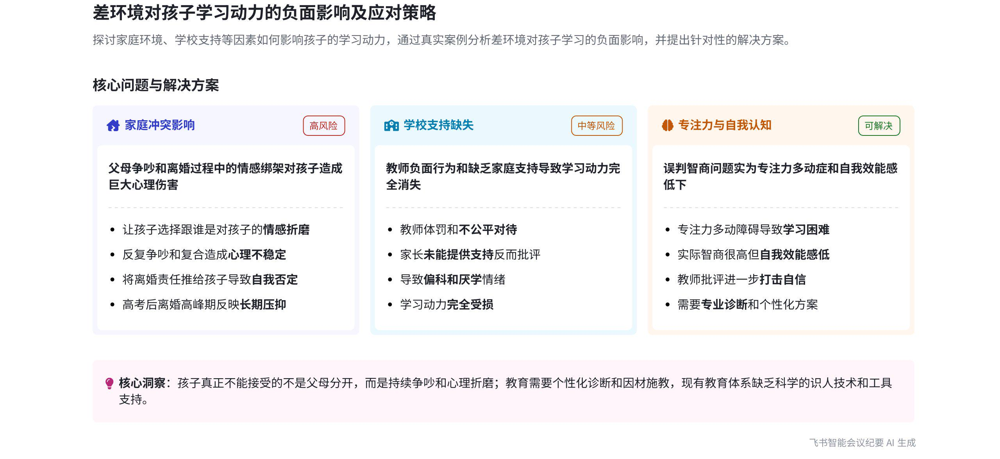 差环境对孩子学习动力的负面影响及应对策略
探讨家庭环境、学校支持等因素如何影响孩子的学习动力，通过真实案例分析差环境对孩子学习的负面影响，并提出针对性的解决方案。
核心问题与解决方案
家庭冲突影响
高风险
父母争吵和离婚过程中的情感绑架对孩子造成
巨大心理伤害
• 让孩子选择跟谁是对孩子的情感折磨
• 反复争吵和复合造成心理不稳定
• 将离婚责任推给孩子导致自我否定
• 高考后离婚高峰期反映长期压抑
学校支持缺失
中等风险
教师负面行为和缺乏家庭支持导致学习动力完
全消失
• 教师体罚和不公平对待
• 家长未能提供支持反而批评
• 导致偏科和厌学情绪
• 学习动力完全受损
专注力与自我认知
可解决
误判智商问题实为专注力多动症和自我效能感
低下
• 专注力多动障碍导致学习困难
• 实际智商很高但自我效能感低
• 教师批评进一步打击自信
• 需要专业诊断和个性化方案
核心洞察：孩子真正不能接受的不是父母分开，而是持续争吵和心理折磨；教育需要个性化诊断和因材施教，现有教育体系缺乏科学的识人技术和工具
支持。
飞书智能会议纪要 AI 生成